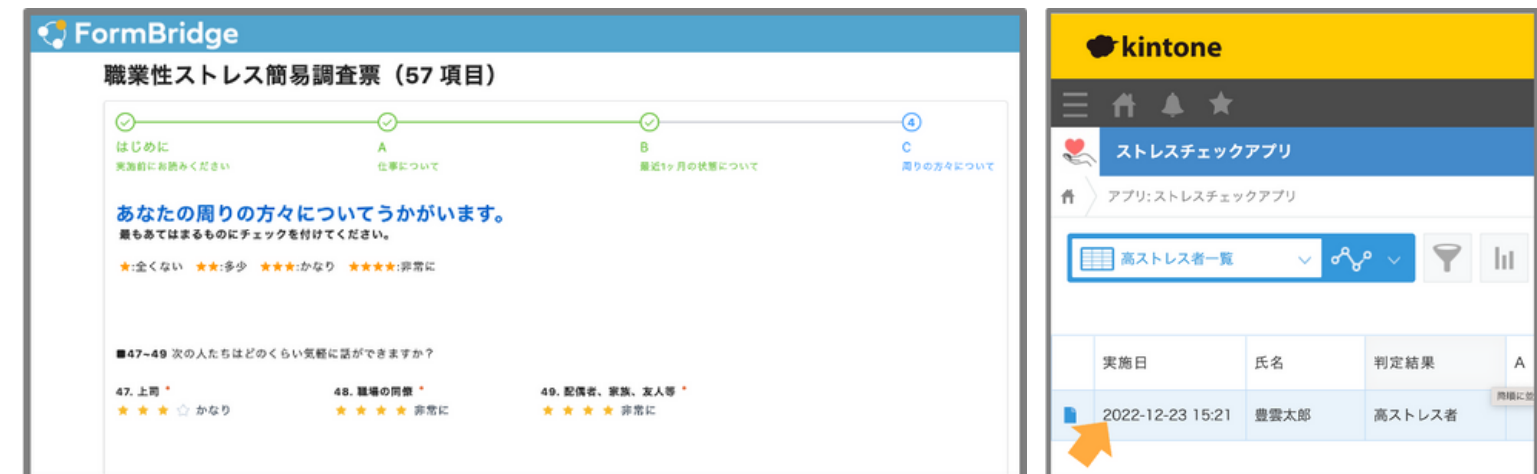 FormBridge
職業性ストレス簡易調査票（57 項目）
4
はじめに A B C
実施前にお読みください 仕事について 最近1ヶ月の状態について 周りの方々について
あなたの周りの方々についてうかがいます。
最もあてはまるものにチェックを付けてください。
★:全くない ★★:多少 ★★★:かなり ★★★★:非常に
■47~49 次の人たちはどのくらい気軽に話ができますか？
47. 上司 * 48. 職場の同僚 * 49. 配偶者、家族、友人等 *
★ ★ ★ ☆ かなり ★ ★ ★ ★ 非常に ★ ★ ★ ★ 非常に
kintone
ストレスチェックアプリ
アプリ: ストレスチェックアプリ
高ストレス者一覧
実施日 氏名 判定結果 A
2022-12-23 15:21 豊雲太郎 高ストレス者